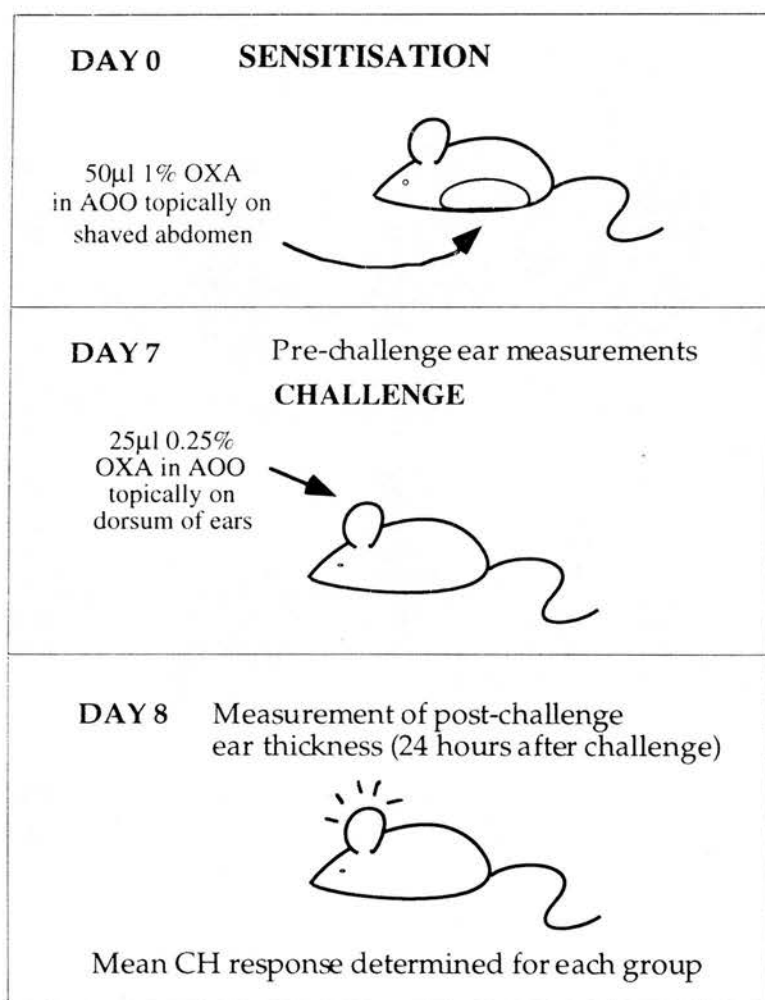 DAY 0 SENSITISATION
50µl 1% OXA
in AOO topically on
shaved abdomen
DAY 7 Pre-challenge ear measurements
CHALLENGE
25µl 0.25%
OXA in AOO
topically on
dorsum of ears
DAY 8 Measurement of post-challenge
ear thickness (24 hours after challenge)
Mean CH response determined for each group